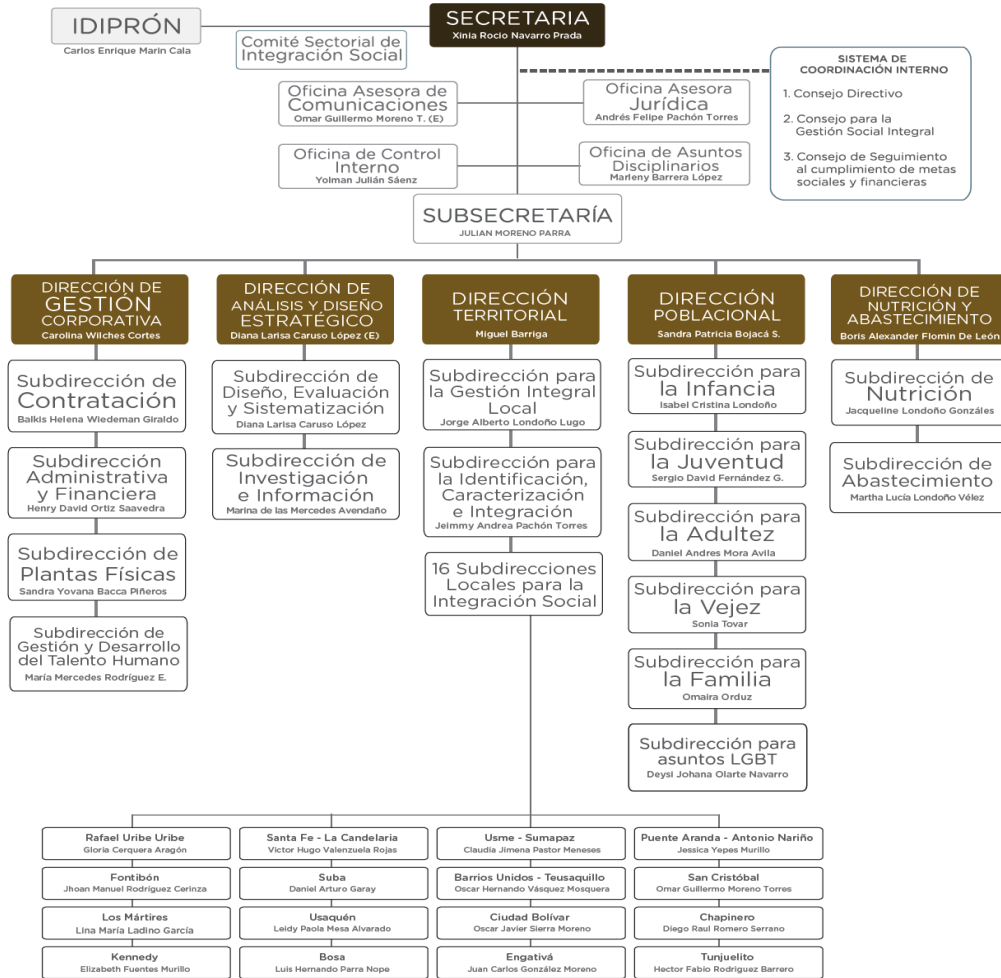 IDIPRÓN
Carlos Enrique Marin Cala
SECRETARIA
Xinia Rocio Navarro Prada
Comité Sectorial de
Integración Social
SISTEMA DE
COORDINACIÓN INTERNO
1. Consejo Directivo
2. Consejo para la
Gestión Social Integral
3. Consejo de Seguimiento
al cumplimiento de metas
sociales y financieras
Oficina Asesora de
Comunicaciones
Omar Guillermo Moreno T. (E)
Oficina Asesora
Jurídica
Andrés Felipe Pachón Torres
Oficina de Control
Interno
Yolman Julián Sáenz
Oficina de Asuntos
Disciplinarios
Marleny Barrera López
SUBSECRETARÍA
JULIAN MORENO PARRA
DIRECCIÓN DE
GESTIÓN
CORPORATIVA
Carolina Wilches Cortes
Subdirección de
Contratación
Balkis Helena Wiedeman Giraldo
Subdirección
Administrativa
y Financiera
Henry David Ortiz Saavedra
Subdirección de
Plantas Físicas
Sandra Yovana Bacca Piñeros
Subdirección de
Gestión y Desarrollo
del Talento Humano
María Mercedes Rodríguez E.
DIRECCIÓN DE
ANÁLISIS Y DISEÑO
ESTRATÉGICO
Diana Larisa Caruso López (E)
Subdirección de
Diseño, Evaluación
y Sistematización
Diana Larisa Caruso López
Subdirección de
Investigación
e Información
Marina de las Mercedes Avendaño
DIRECCIÓN
TERRITORIAL
Miguel Barriga
Subdirección para
la Gestión Integral
Local
Jorge Alberto Londoño Lugo
Subdirección para
la Identificación,
Caracterización
e Integración
Jeimmy Andrea Pachón Torres
16 Subdirecciones
Locales para la
Integración Social
DIRECCIÓN
POBLACIONAL
Sandra Patricia Bojacá S.
Subdirección para
la Infancia
Isabel Cristina Londoño
Subdirección para
la Juventud
Sergio David Fernández G.
Subdirección para
la Adultez
Daniel Andres Mora Avila
Subdirección para
la Vejez
Sonia Tovar
Subdirección para
la Familia
Omaira Orduz
Subdirección para
asuntos LGBT
Deysi Johana Olarte Navarro
DIRECCIÓN DE
NUTRICIÓN Y
ABASTECIMIENTO
Boris Alexander Flomin De León
Subdirección de
Nutrición
Jacqueline Londoño Gonzáles
Subdirección de
Abastecimiento
Martha Lucía Londoño Vélez
Rafael Uribe Uribe
Gloria Cerquera Aragón
Santa Fe - La Candelaria
Victor Hugo Valenzuela Rojas
Usme - Sumapaz
Claudia Jimena Pastor Meneses
Puente Aranda - Antonio Nariño
Jessica Yepes Murillo
Fontibón
Jhoan Manuel Rodríguez Cerinza
Suba
Daniel Arturo Garay
Barrios Unidos - Teusaquillo
Oscar Hernando Vásquez Mosquera
San Cristóbal
Omar Guillermo Moreno Torres
Los Mártires
Lina María Ladino García
Usaquén
Leidy Paola Mesa Alvarado
Ciudad Bolívar
Oscar Javier Sierra Moreno
Chapinero
Diego Raul Romero Serrano
Kennedy
Elizabeth Fuentes Murillo
Bosa
Luis Hernando Parra Nope
Engativá
Juan Carlos González Moreno
Tunjuelito
Hector Fabio Rodriguez Barrero